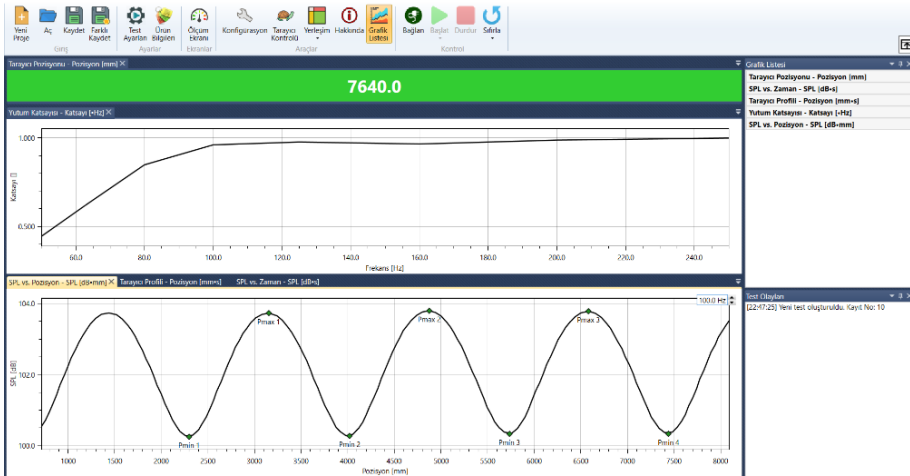 Yeni Proje
Aç
Kaydet
Farklı Kaydet
Test Ayarları
Ürün Bilgileri
Ölçüm Ekranı
Konfigürasyon
Tarayıcı Kontrolü
Yerleşim
Hakkında
Grafik Listesi
Bağlan
Başlat
Durdur
Sıfırla
Giriş
Ayarlar
Ekranlar
Araçlar
Kontrol
Tarayıcı Pozisyonu - Pozisyon [mm]
7640.0
Yutum Katsayısı - Katsayı [•Hz]
1.000
0.500
Katsayı []
60.0 80.0 100.0 120.0 140.0 160.0 180.0 200.0 220.0 240.0
Frekans [Hz]
SPL vs. Pozisyon - SPL [dB•mm] Tarayıcı Profili - Pozisyon [mm•s] SPL vs. Zaman - SPL [dB•s]
100.0 Hz
104.0
102.0
100.0
SPL [dB]
Pmax 1
Pmax 2
Pmax 3
Pmin 1
Pmin 2
Pmin 3
Pmin 4
1000 1500 2000 2500 3000 3500 4000 4500 5000 5500 6000 6500 7000 7500 8000
Pozisyon [mm]
Grafik Listesi
Tarayıcı Pozisyonu - Pozisyon [mm]
SPL vs. Zaman - SPL [dB•s]
Tarayıcı Profili - Pozisyon [mm•s]
Yutum Katsayısı - Katsayı [•Hz]
SPL vs. Pozisyon - SPL [dB•mm]
Test Olayları
[22:47:25] Yeni test oluşturuldu. Kayıt No: 10